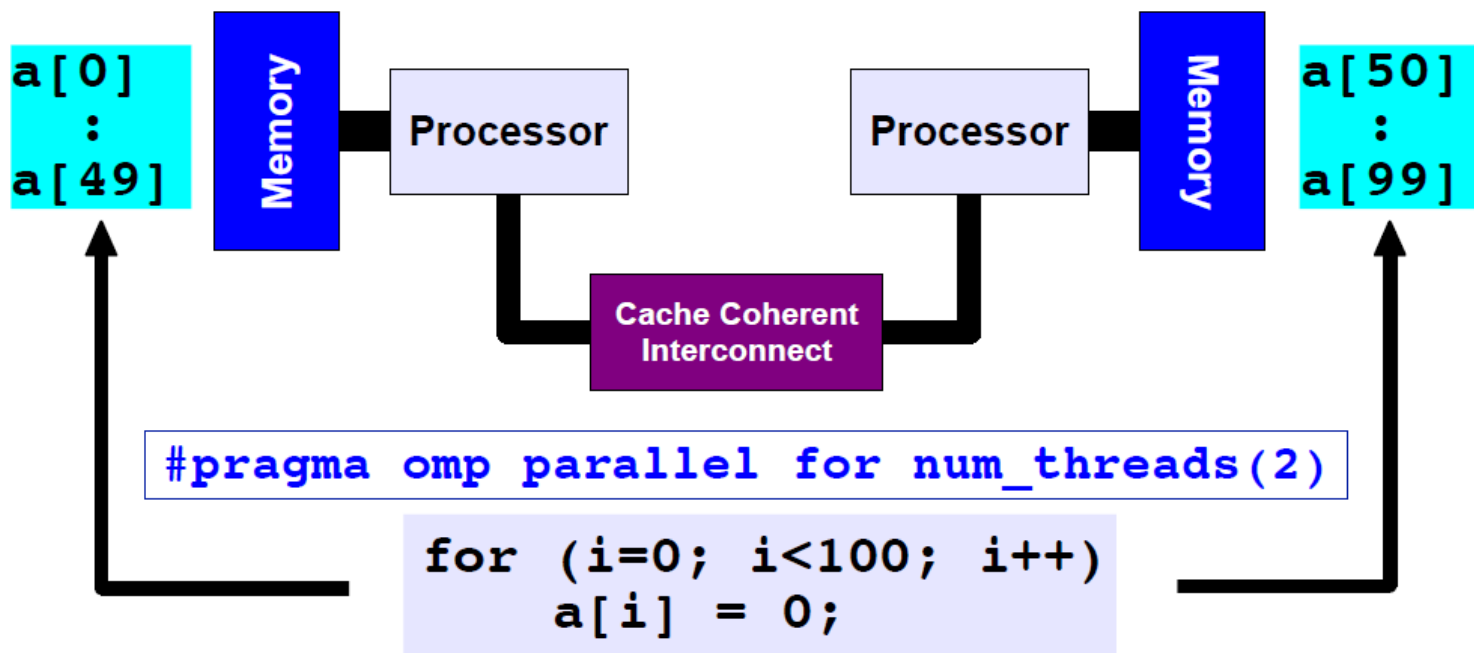 a[0]
:
a[49]
Memory
Processor
Processor
Memory
a[50]
:
a[99]
Cache Coherent
Interconnect
#pragma omp parallel for num_threads(2)
for (i=0; i<100; i++)
a[i] = 0;